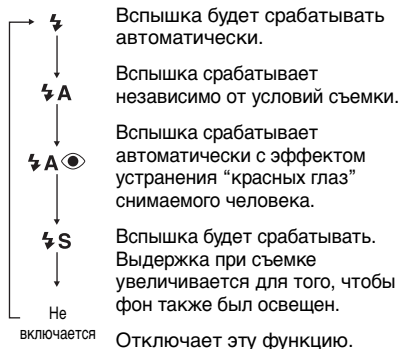 ⚡ Вспышка будет срабатывать
автоматически.
⚡A Вспышка срабатывает
независимо от условий съемки.
⚡A👁 Вспышка срабатывает
автоматически с эффектом
устранения “красных глаз”
снимаемого человека.
⚡S Вспышка будет срабатывать.
Выдержка при съемке
увеличивается для того, чтобы
фон также был освещен.
Не
включается
Отключает эту функцию.